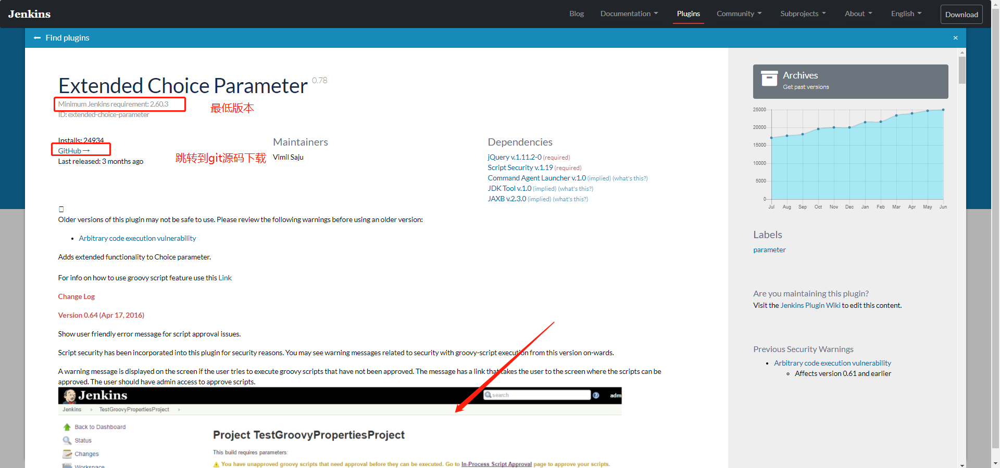 Jenkins
Blog Documentation Plugins Community Subprojects About English Download
Find plugins
×
Extended Choice Parameter 0.78
Minimum Jenkins requirement: 2.60.3
最低版本
ID: extended-choice-parameter
Installs: 24934
GitHub →
跳转到git源码下载
Last released: 3 months ago
Maintainers
Vimil Saju
Dependencies
jQuery v.1.11.2-0 (required)
Script Security v.1.19 (required)
Command Agent Launcher v.1.0 (implied) (what's this?)
JDK Tool v.1.0 (implied) (what's this?)
JAXB v.2.3.0 (implied) (what's this?)
Older versions of this plugin may not be safe to use. Please review the following warnings before using an older version:
• Arbitrary code execution vulnerability
Adds extended functionality to Choice parameter.
For info on how to use groovy script feature use this Link
Change Log
Version 0.64 (Apr 17, 2016)
Show user friendly error message for script approval issues.
Script security has been incorporated into this plugin for security reasons. You may see warning messages related to security with groovy-script execution from this version on-wards.
A warning message is displayed on the screen if the user tries to execute groovy scripts that have not been approved. The message has a link that takes the user to the screen where the scripts can be
approved. The user should have admin access to approve scripts.
Jenkins
search
adm
Jenkins TestGroovyPropertiesProject
Back to Dashboard
Status
Changes
Workspace
Project TestGroovyPropertiesProject
This build requires parameters:
You have unapproved groovy scripts that need approval before they can be executed. Go to In-Process Script Approval page to approve your scripts.
Archives
Get past versions
25000
20000
15000
10000
5000
0
Jul Aug Sep Oct Nov Dec Jan Feb Mar Apr May Jun
Labels
parameter
Are you maintaining this plugin?
Visit the Jenkins Plugin Wiki to edit this content.
Previous Security Warnings
• Arbitrary code execution vulnerability
Affects version 0.61 and earlier